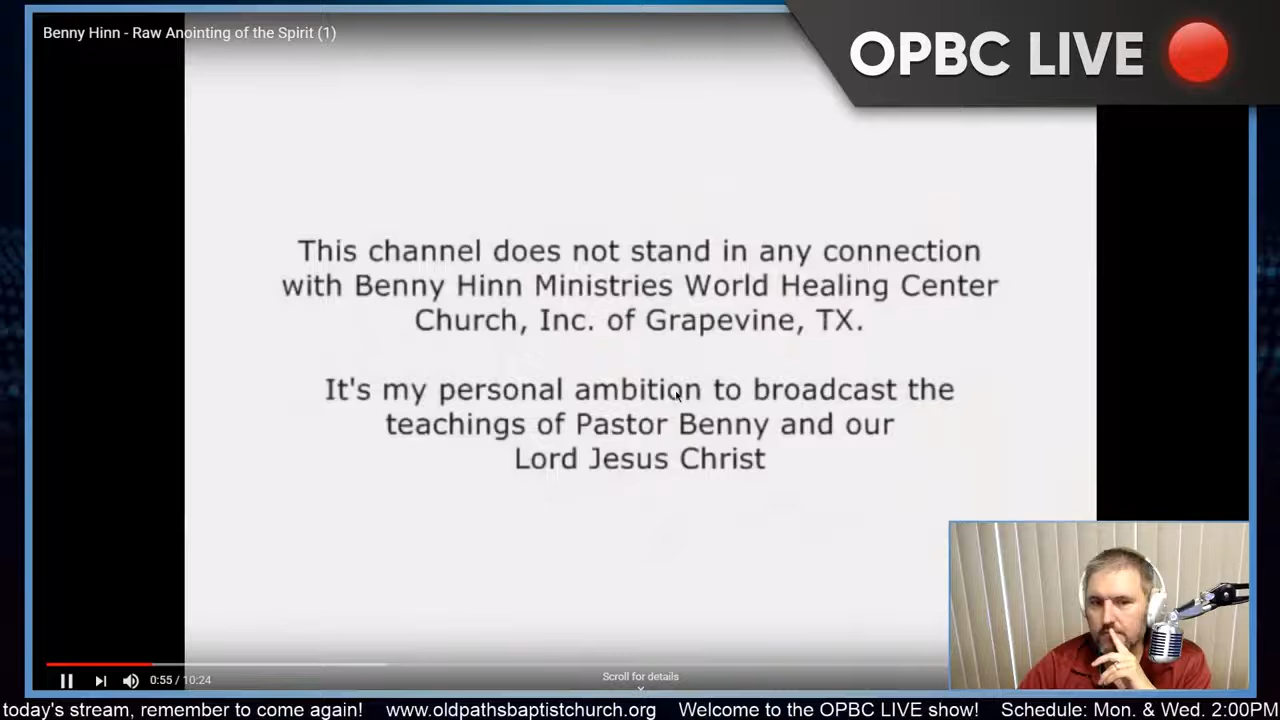 Benny Hinn - Raw Anointing of the Spirit (1)
OPBC LIVE
This channel does not stand in any connection
with Benny Hinn Ministries World Healing Center
Church, Inc. of Grapevine, TX.
It's my personal ambition to broadcast the
teachings of Pastor Benny and our
Lord Jesus Christ
Scroll for details
0:55 / 10:24
today's stream, remember to come again! www.oldpathsbaptistchurch.org Welcome to the OPBC LIVE show! Schedule: Mon. & Wed. 2:00PM